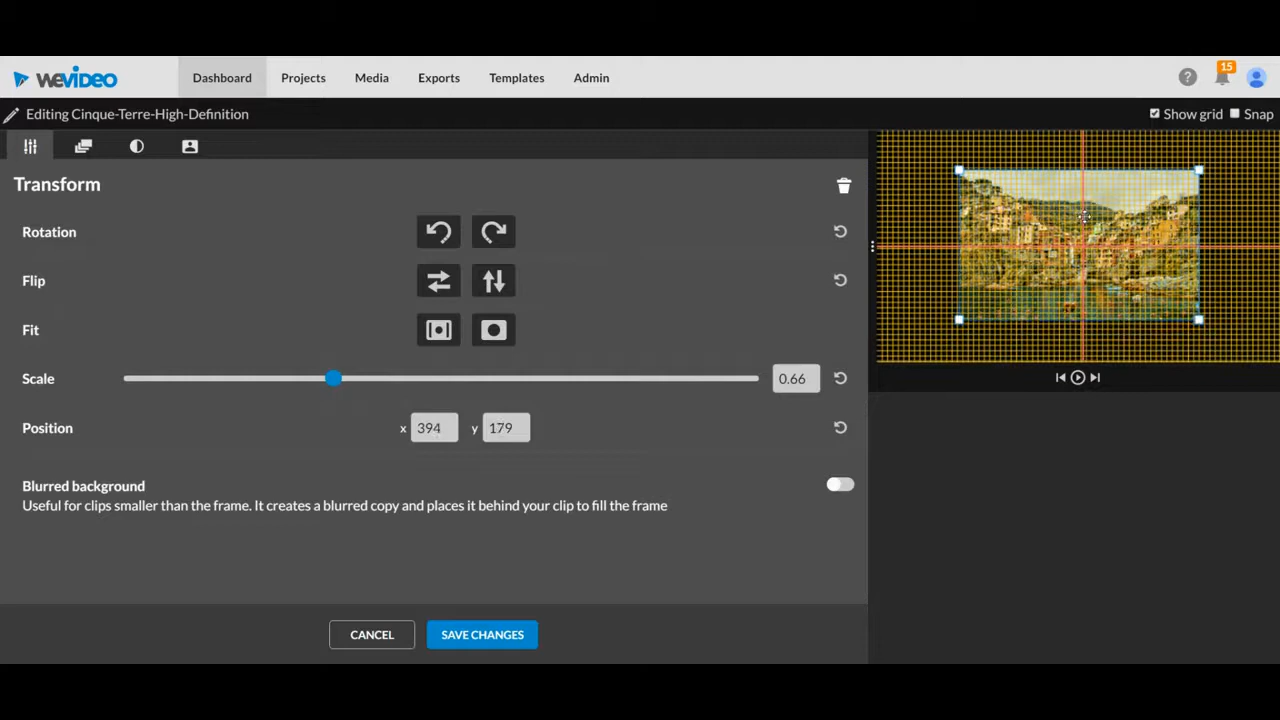 WEVIDEO Dashboard Projects Media Exports Templates Admin ? 15
Editing Cinque-Terre-High-Definition Show grid Snap
Transform
Rotation
Flip
Fit
Scale 0.66
Position x 394 y 179
Blurred background
Useful for clips smaller than the frame. It creates a blurred copy and places it behind your clip to fill the frame
CANCEL SAVE CHANGES